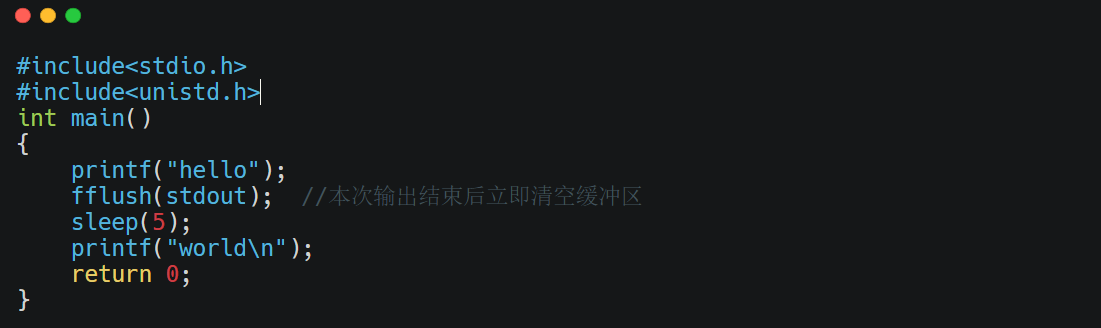 #include<stdio.h>
#include<unistd.h>
int main()
{
    printf("hello");
    fflush(stdout);  //本次输出结束后立即清空缓冲区
    sleep(5);
    printf("world\n");
    return 0;
}